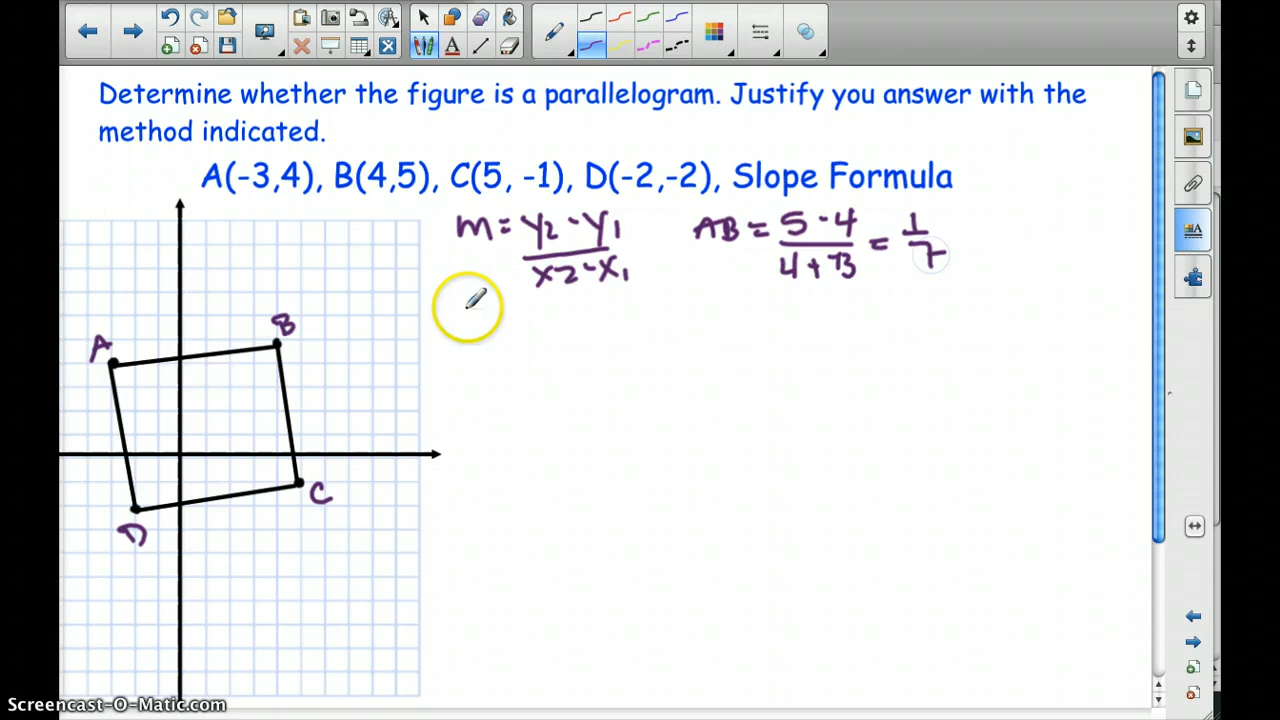 Determine whether the figure is a parallelogram. Justify you answer with the
method indicated.
A(-3,4), B(4,5), C(5, -1), D(-2,-2), Slope Formula
m = y2 - y1 / x2 - x1
AB = 5 - 4 / 4 + 3 = 1/7
A
B
C
D
Screencast-O-Matic.com